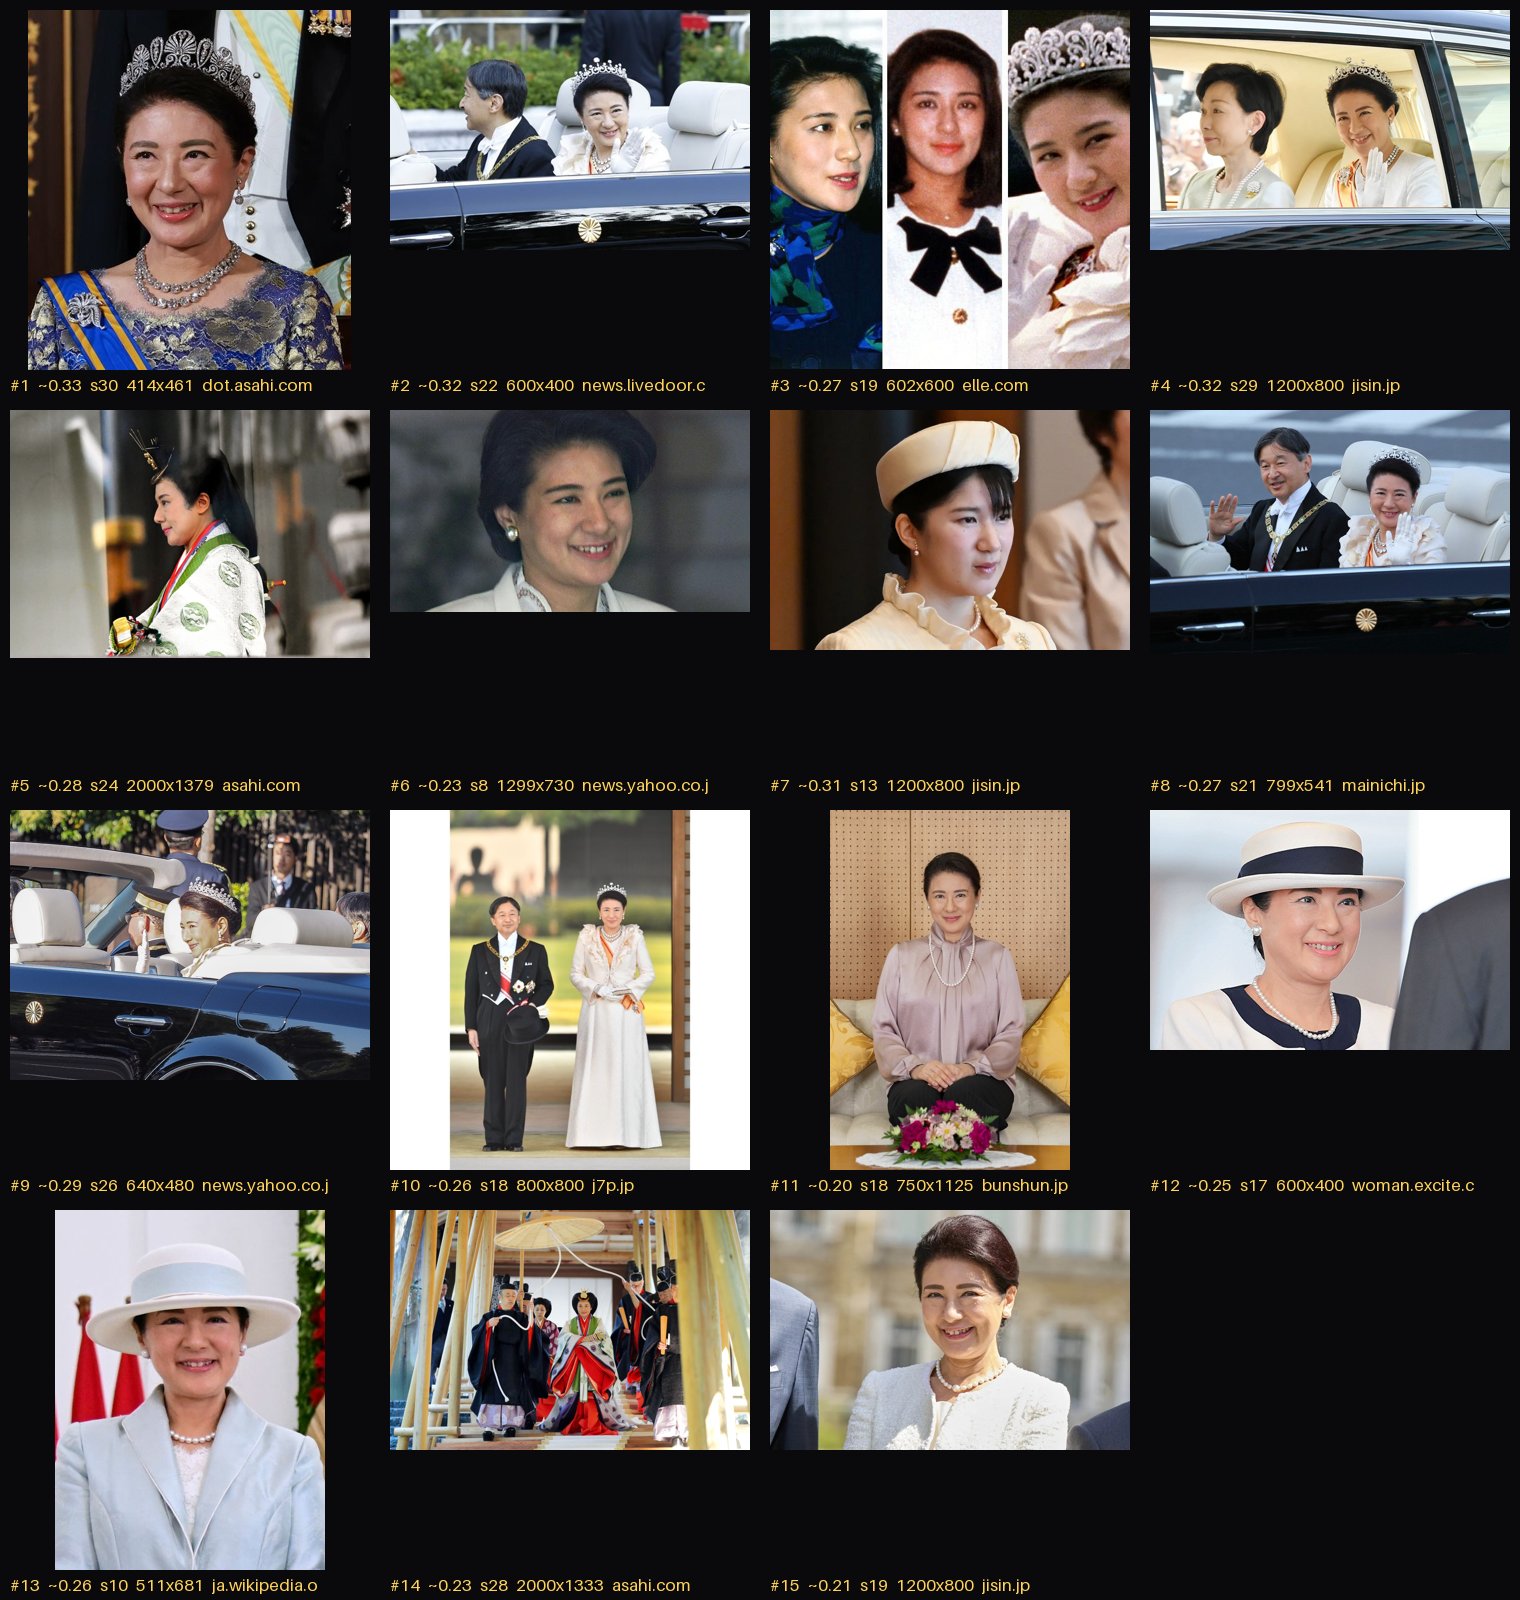 #1 ~0.33 s30 414x461 dot.asahi.com
#2 ~0.32 s22 600x400 news.livedoor.c
#3 ~0.27 s19 602x600 elle.com
#4 ~0.32 s29 1200x800 jisin.jp
#5 ~0.28 s24 2000x1379 asahi.com
#6 ~0.23 s8 1299x730 news.yahoo.co.j
#7 ~0.31 s13 1200x800 jisin.jp
#8 ~0.27 s21 799x541 mainichi.jp
#9 ~0.29 s26 640x480 news.yahoo.co.j
#10 ~0.26 s18 800x800 j7p.jp
#11 ~0.20 s18 750x1125 bunshun.jp
#12 ~0.25 s17 600x400 woman.excite.c
#13 ~0.26 s10 511x681 ja.wikipedia.o
#14 ~0.23 s28 2000x1333 asahi.com
#15 ~0.21 s19 1200x800 jisin.jp